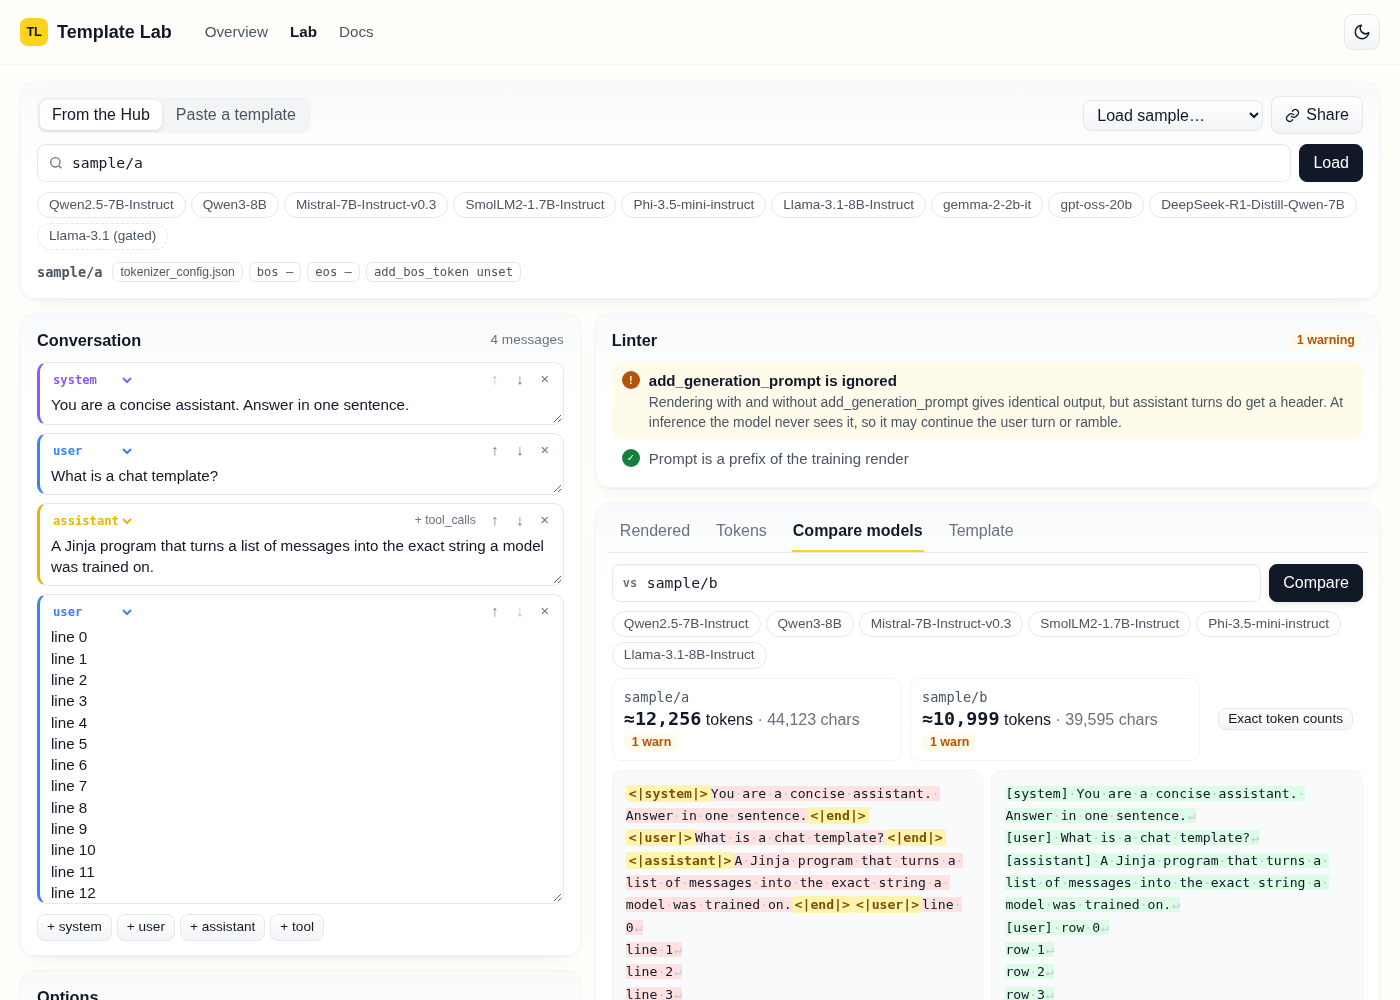 TL Template Lab Overview Lab Docs
From the Hub Paste a template Load sample… Share
sample/a Load
Qwen2.5-7B-Instruct Qwen3-8B Mistral-7B-Instruct-v0.3 SmolLM2-1.7B-Instruct Phi-3.5-mini-instruct Llama-3.1-8B-Instruct gemma-2-2b-it gpt-oss-20b DeepSeek-R1-Distill-Qwen-7B
Llama-3.1 (gated)
sample/a tokenizer_config.json bos — eos — add_bos_token unset
Conversation 4 messages
system ↑ ↓ ×
You are a concise assistant. Answer in one sentence.
user ↑ ↓ ×
What is a chat template?
assistant + tool_calls ↑ ↓ ×
A Jinja program that turns a list of messages into the exact string a model
was trained on.
user ↑ ↓ ×
line 0
line 1
line 2
line 3
line 4
line 5
line 6
line 7
line 8
line 9
line 10
line 11
line 12
+ system + user + assistant + tool
Options
Linter 1 warning
! add_generation_prompt is ignored
Rendering with and without add_generation_prompt gives identical output, but assistant turns do get a header. At
inference the model never sees it, so it may continue the user turn or ramble.
✓ Prompt is a prefix of the training render
Rendered Tokens Compare models Template
vs sample/b Compare
Qwen2.5-7B-Instruct Qwen3-8B Mistral-7B-Instruct-v0.3 SmolLM2-1.7B-Instruct Phi-3.5-mini-instruct
Llama-3.1-8B-Instruct
sample/a
≈12,256 tokens · 44,123 chars
1 warn
sample/b
≈10,999 tokens · 39,595 chars
1 warn
Exact token counts
<|system|>You·are·a·concise·assistant.·
Answer·in·one·sentence.<|end|>
<|user|>What·is·a·chat·template?<|end|>
<|assistant|>A·Jinja·program·that·turns·a·
list·of·messages·into·the·exact·string·a·
model·was·trained·on.<|end|><|user|>line·
0↵
line·1↵
line·2↵
line·3↵
[system]·You·are·a·concise·assistant.·
Answer·in·one·sentence.↵
[user]·What·is·a·chat·template?↵
[assistant]·A·Jinja·program·that·turns·a·
list·of·messages·into·the·exact·string·a·
model·was·trained·on.↵
[user]·row·0↵
row·1↵
row·2↵
row·3↵